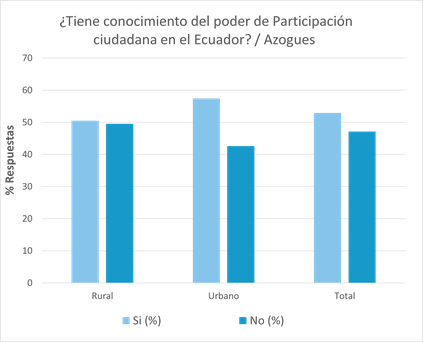 ¿Tiene conocimiento del poder de Participación
ciudadana en el Ecuador? / Azogues
70
60
50
40
30
20
10
0
% Respuestas
Rural
Urbano
Total
Si (%)
No (%)